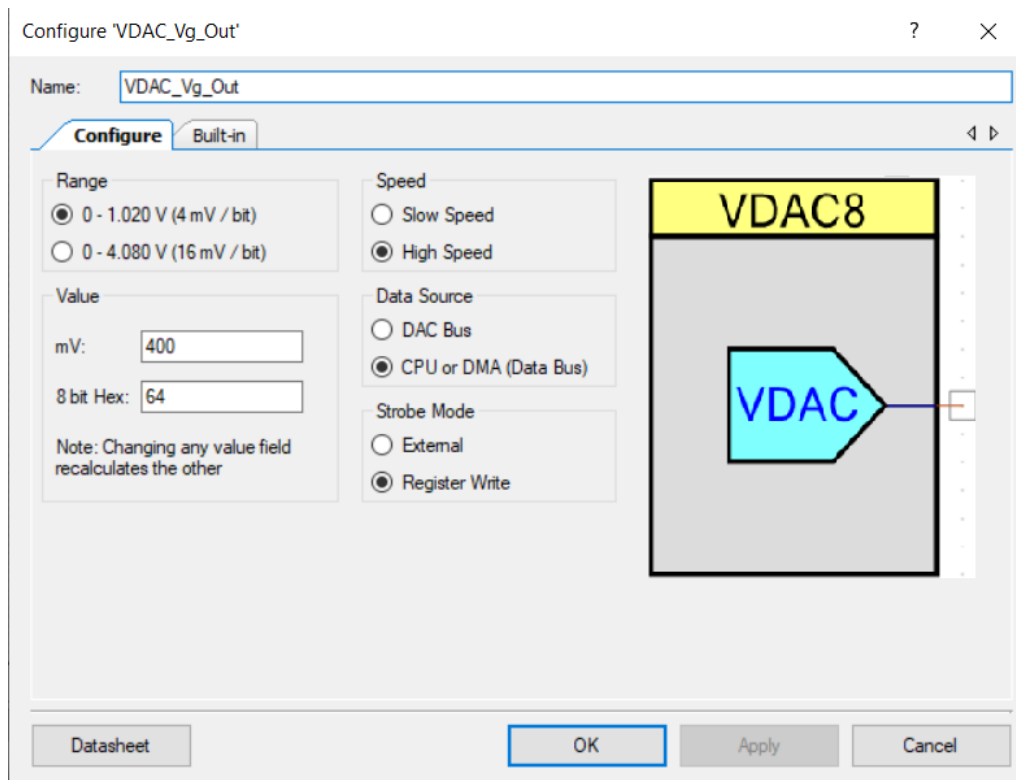 Configure 'VDAC_Vg_Out'
?
Name:
VDAC_Vg_Out
Configure
Built-in
Range
0 - 1.020 V (4 mV / bit)
0 - 4.080 V (16 mV / bit)
Value
mV:
400
8 bit Hex:
64
Note: Changing any value field
recalculates the other
Speed
Slow Speed
High Speed
Data Source
DAC Bus
CPU or DMA (Data Bus)
Strobe Mode
External
Register Write
VDAC8
VDAC
Datasheet
OK
Apply
Cancel